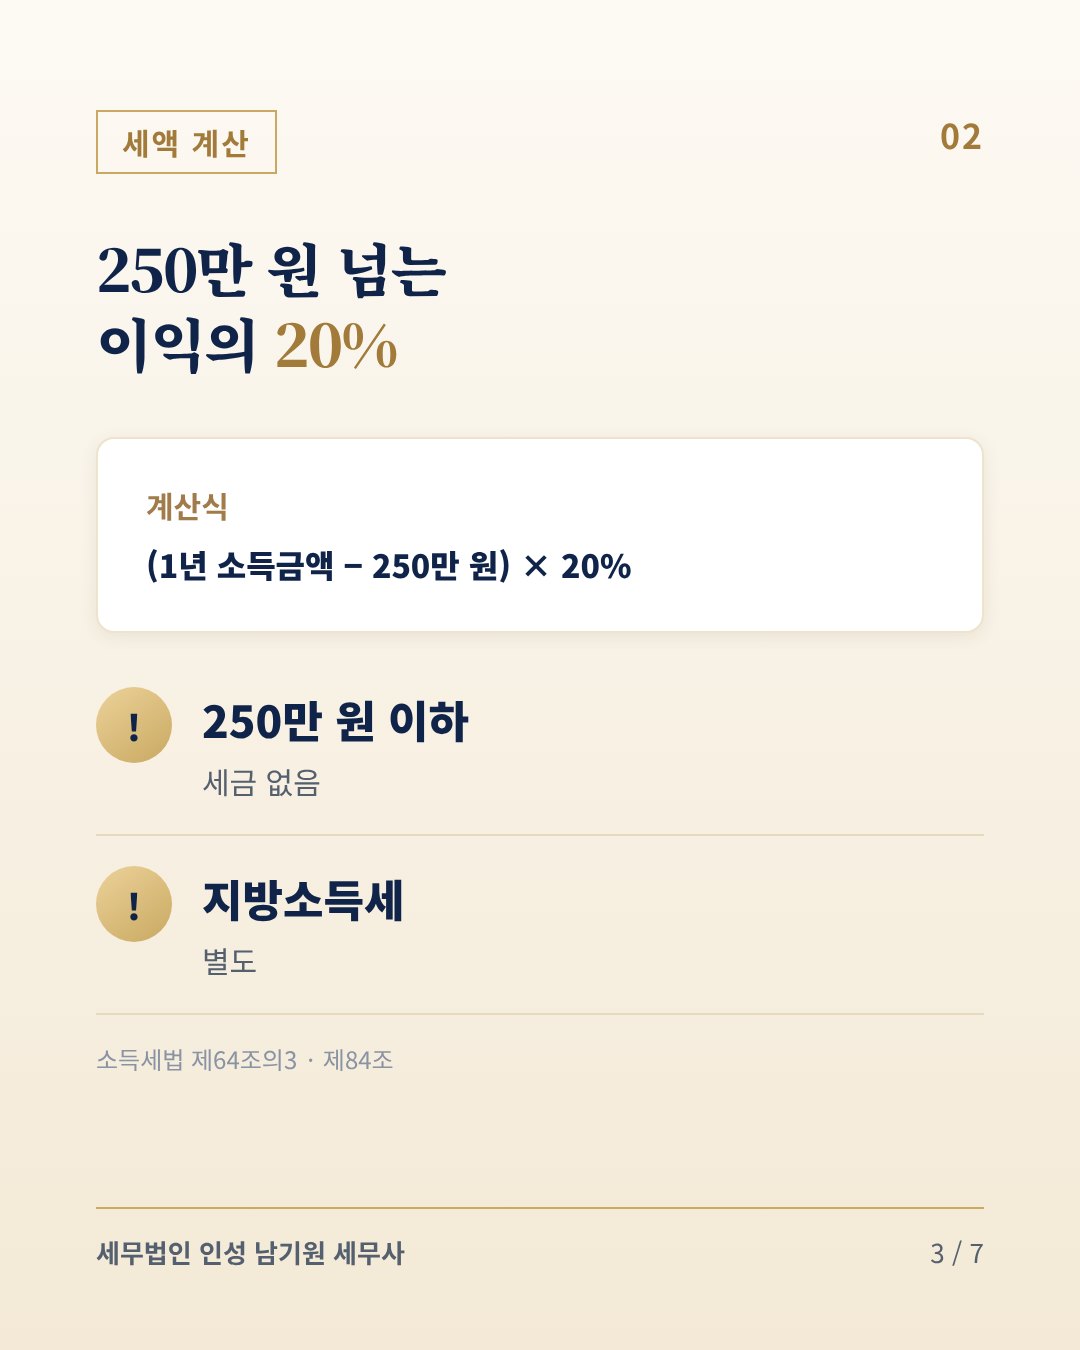 세액 계산
02
250만 원 넘는
이익의 20%
계산식
(1년 소득금액 − 250만 원) × 20%
!
250만 원 이하
세금 없음
!
지방소득세
별도
소득세법 제64조의3 · 제84조
세무법인 인성 남기원 세무사
3 / 7